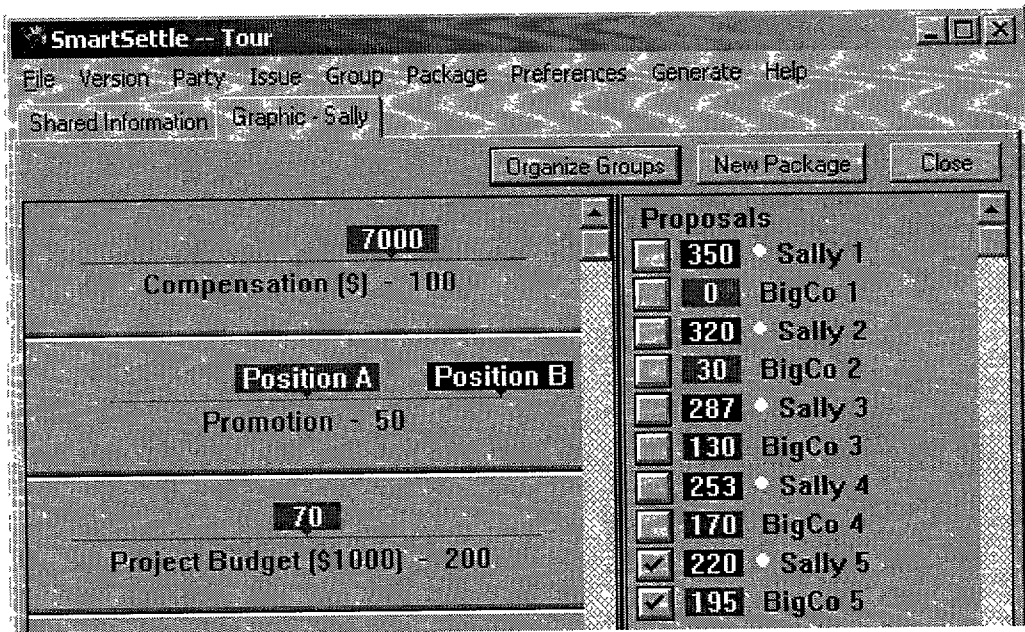 SmartSettle -- Tour
File Version Party Issue Group Package Preferences Generate Help
Shared Information Graphic - Sally
Organize Groups New Package Close
7000
Compensation ($) - 100
Position A Position B
Promotion - 50
70
Project Budget ($1000) - 200
Proposals
350 Sally 1
0 BigCo 1
320 Sally 2
30 BigCo 2
287 Sally 3
130 BigCo 3
253 Sally 4
170 BigCo 4
220 Sally 5
195 BigCo 5